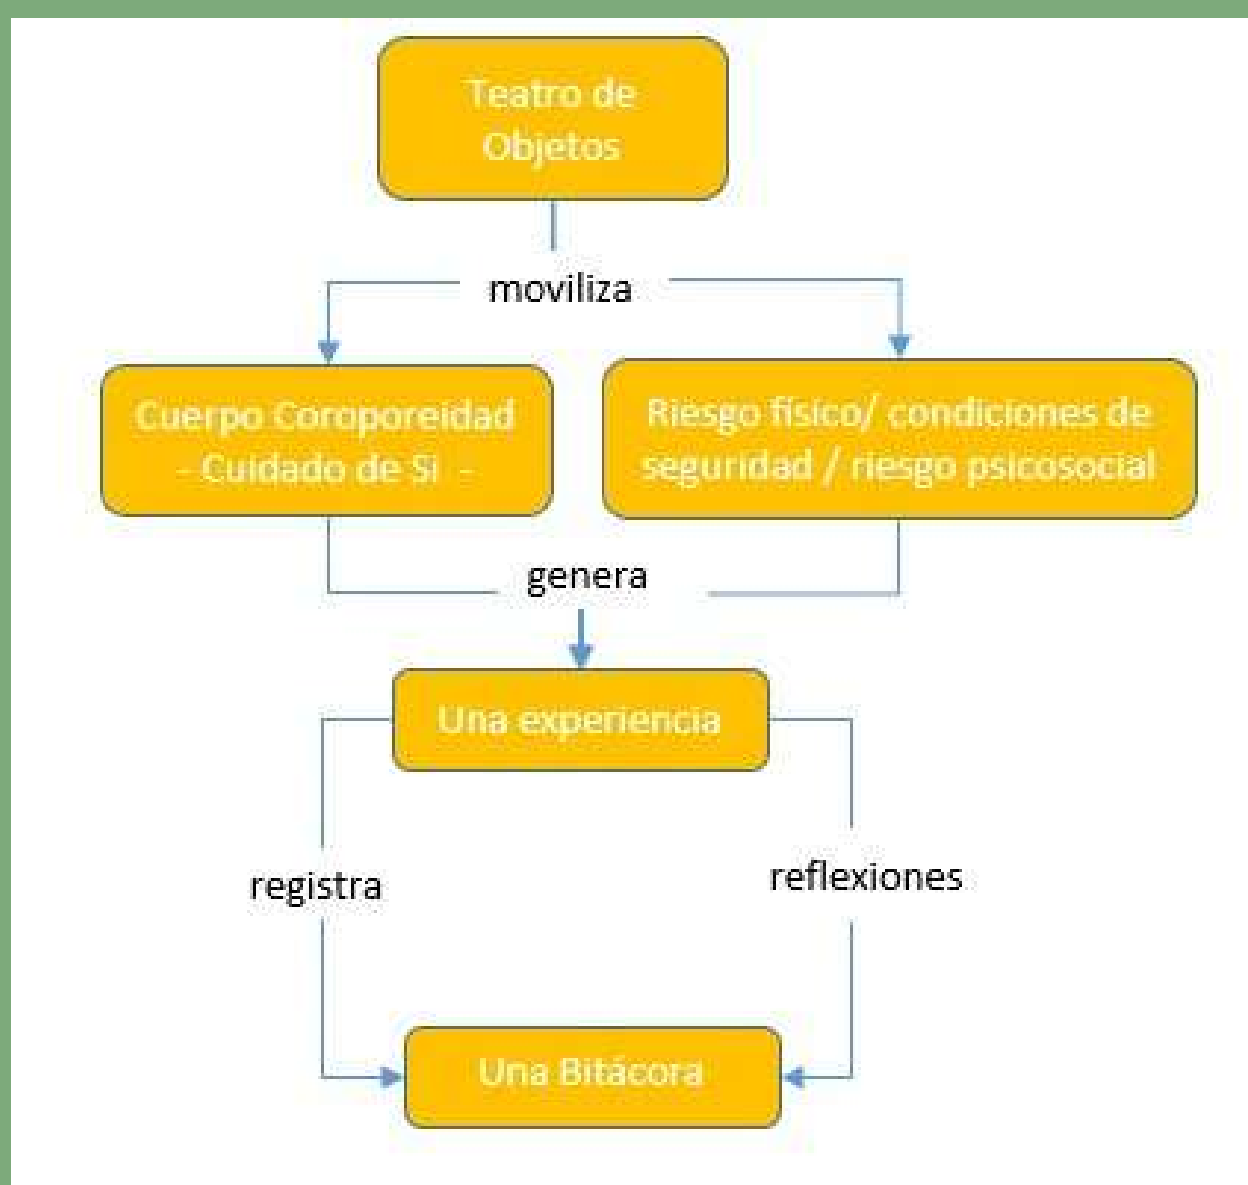 Teatro de
Objetos
moviliza
Cuerpo Coroporeidad
- Cuidado de Si -
Riesgo físico/ condiciones de
seguridad / riesgo psicosocial
genera
Una experiencia
registra
reflexiones
Una Bitácora